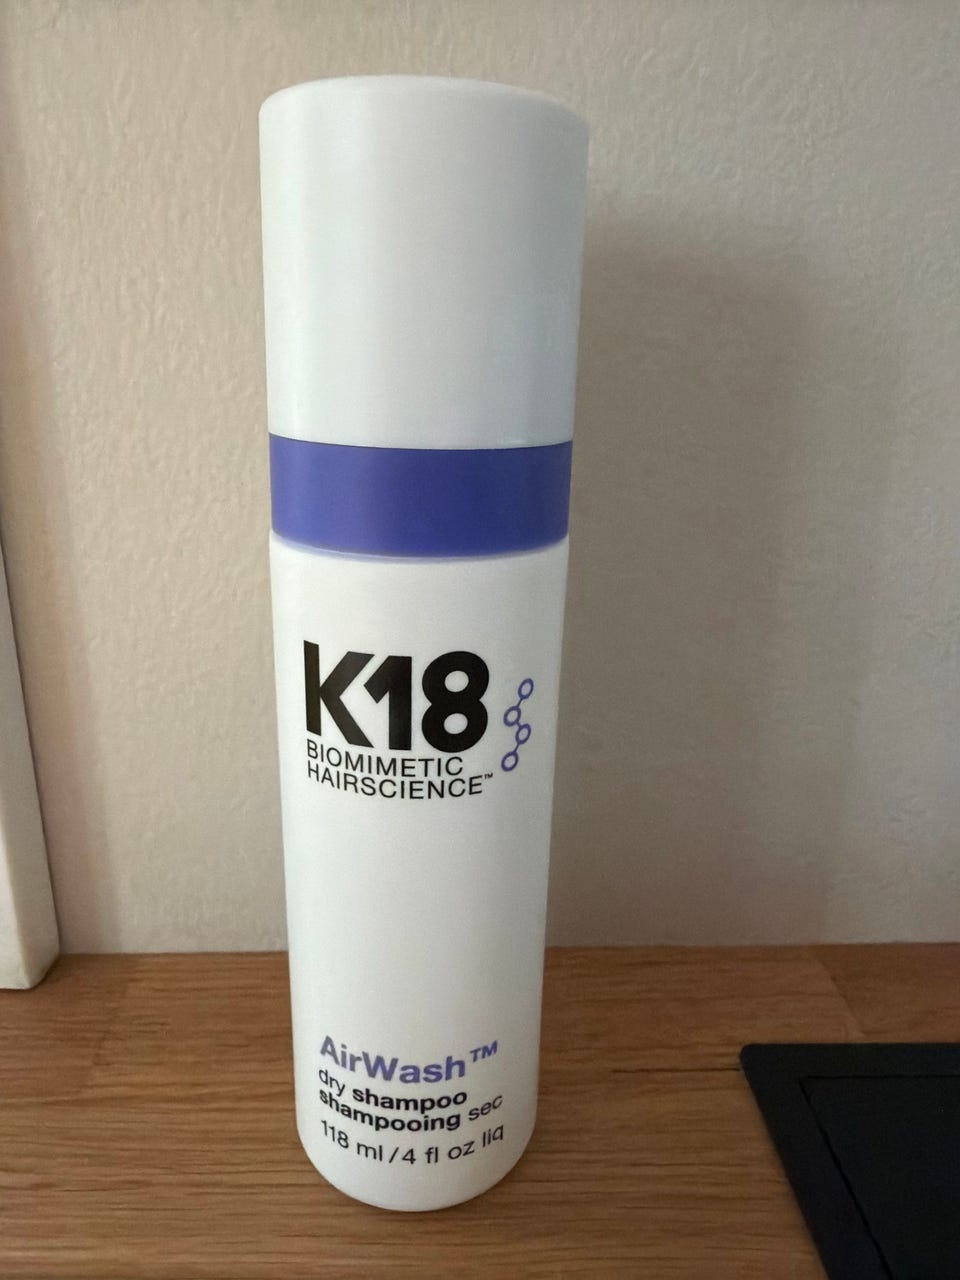 K18
BIOMIMETIC
HAIRSCIENCE™
AirWash™
dry shampoo
shampooing sec
118 ml / 4 fl oz liq